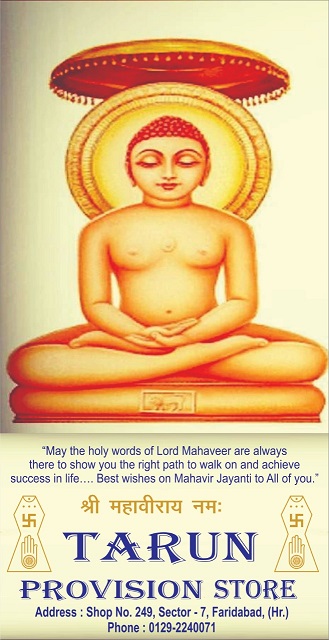 “May the holy words of Lord Mahaveer are always
there to show you the right path to walk on and achieve
success in life.... Best wishes on Mahavir Jayanti to All of you.”
श्री महावीराय नमः
TARUN
PROVISION STORE
Address : Shop No. 249, Sector - 7, Faridabad, (Hr.)
Phone : 0129-2240071